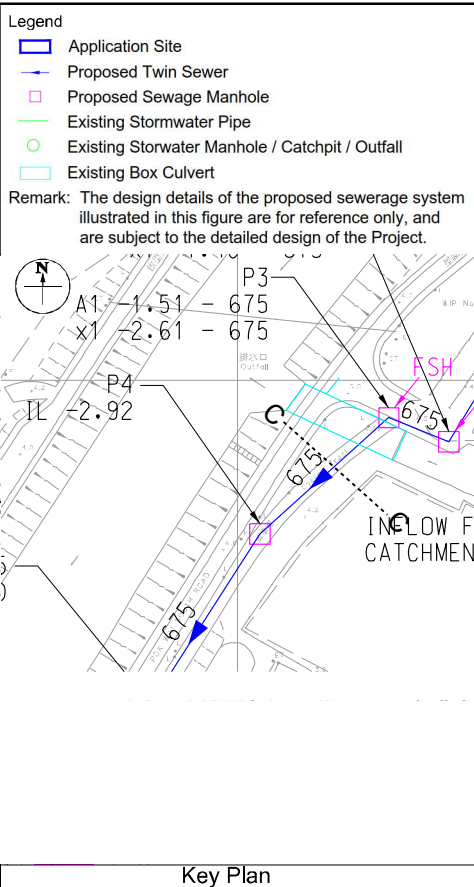 Legend
Application Site
Proposed Twin Sewer
Proposed Sewage Manhole
Existing Stormwater Pipe
Existing Storwater Manhole / Catchpit / Outfall
Existing Box Culvert
Remark: The design details of the proposed sewerage system
illustrated in this figure are for reference only, and
are subject to the detailed design of the Project.
N
P3
A1 -1.51 - 675
x1 -2.61 - 675
排水口
Outfall
FSH
P4
IL -2.92
675
C
675
C
INFLOW F
CATCHMEN
675
ROAD
5.5
Key Plan